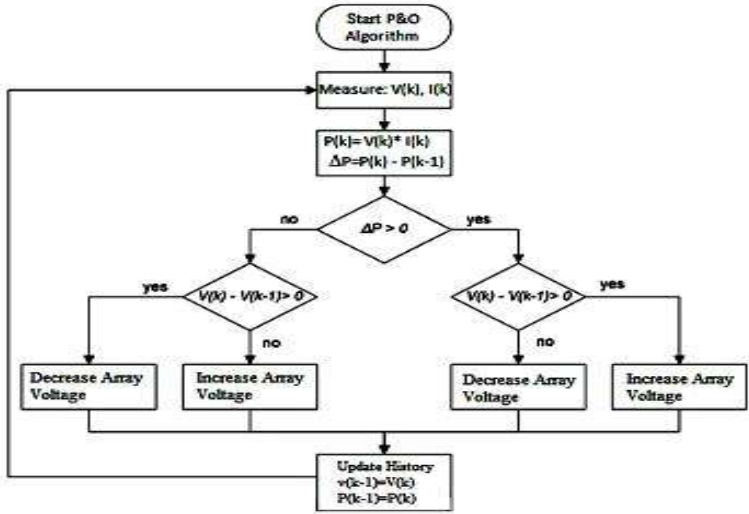 Start P&O
Algorithm
Measure: V(k), I(k)
P(k)= V(k)* I(k)
ΔP=P(k) - P(k-1)
no
ΔP > 0
yes
yes
V(k) - V(k-1)> 0
no
V(k) - V(k-1)> 0
yes
no
Decrease Array
Voltage
Increase Array
Voltage
Decrease Array
Voltage
Increase Array
Voltage
Update History
v(k-1)=V(k)
P(k-1)=P(k)